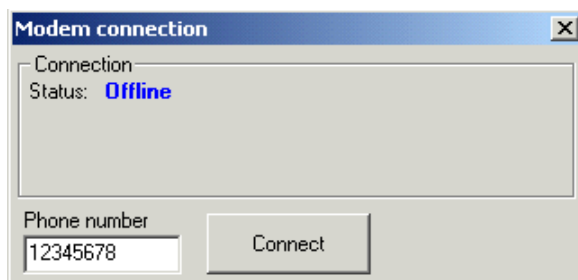 Modem connection
Connection
Status: Offline
Phone number
12345678
Connect